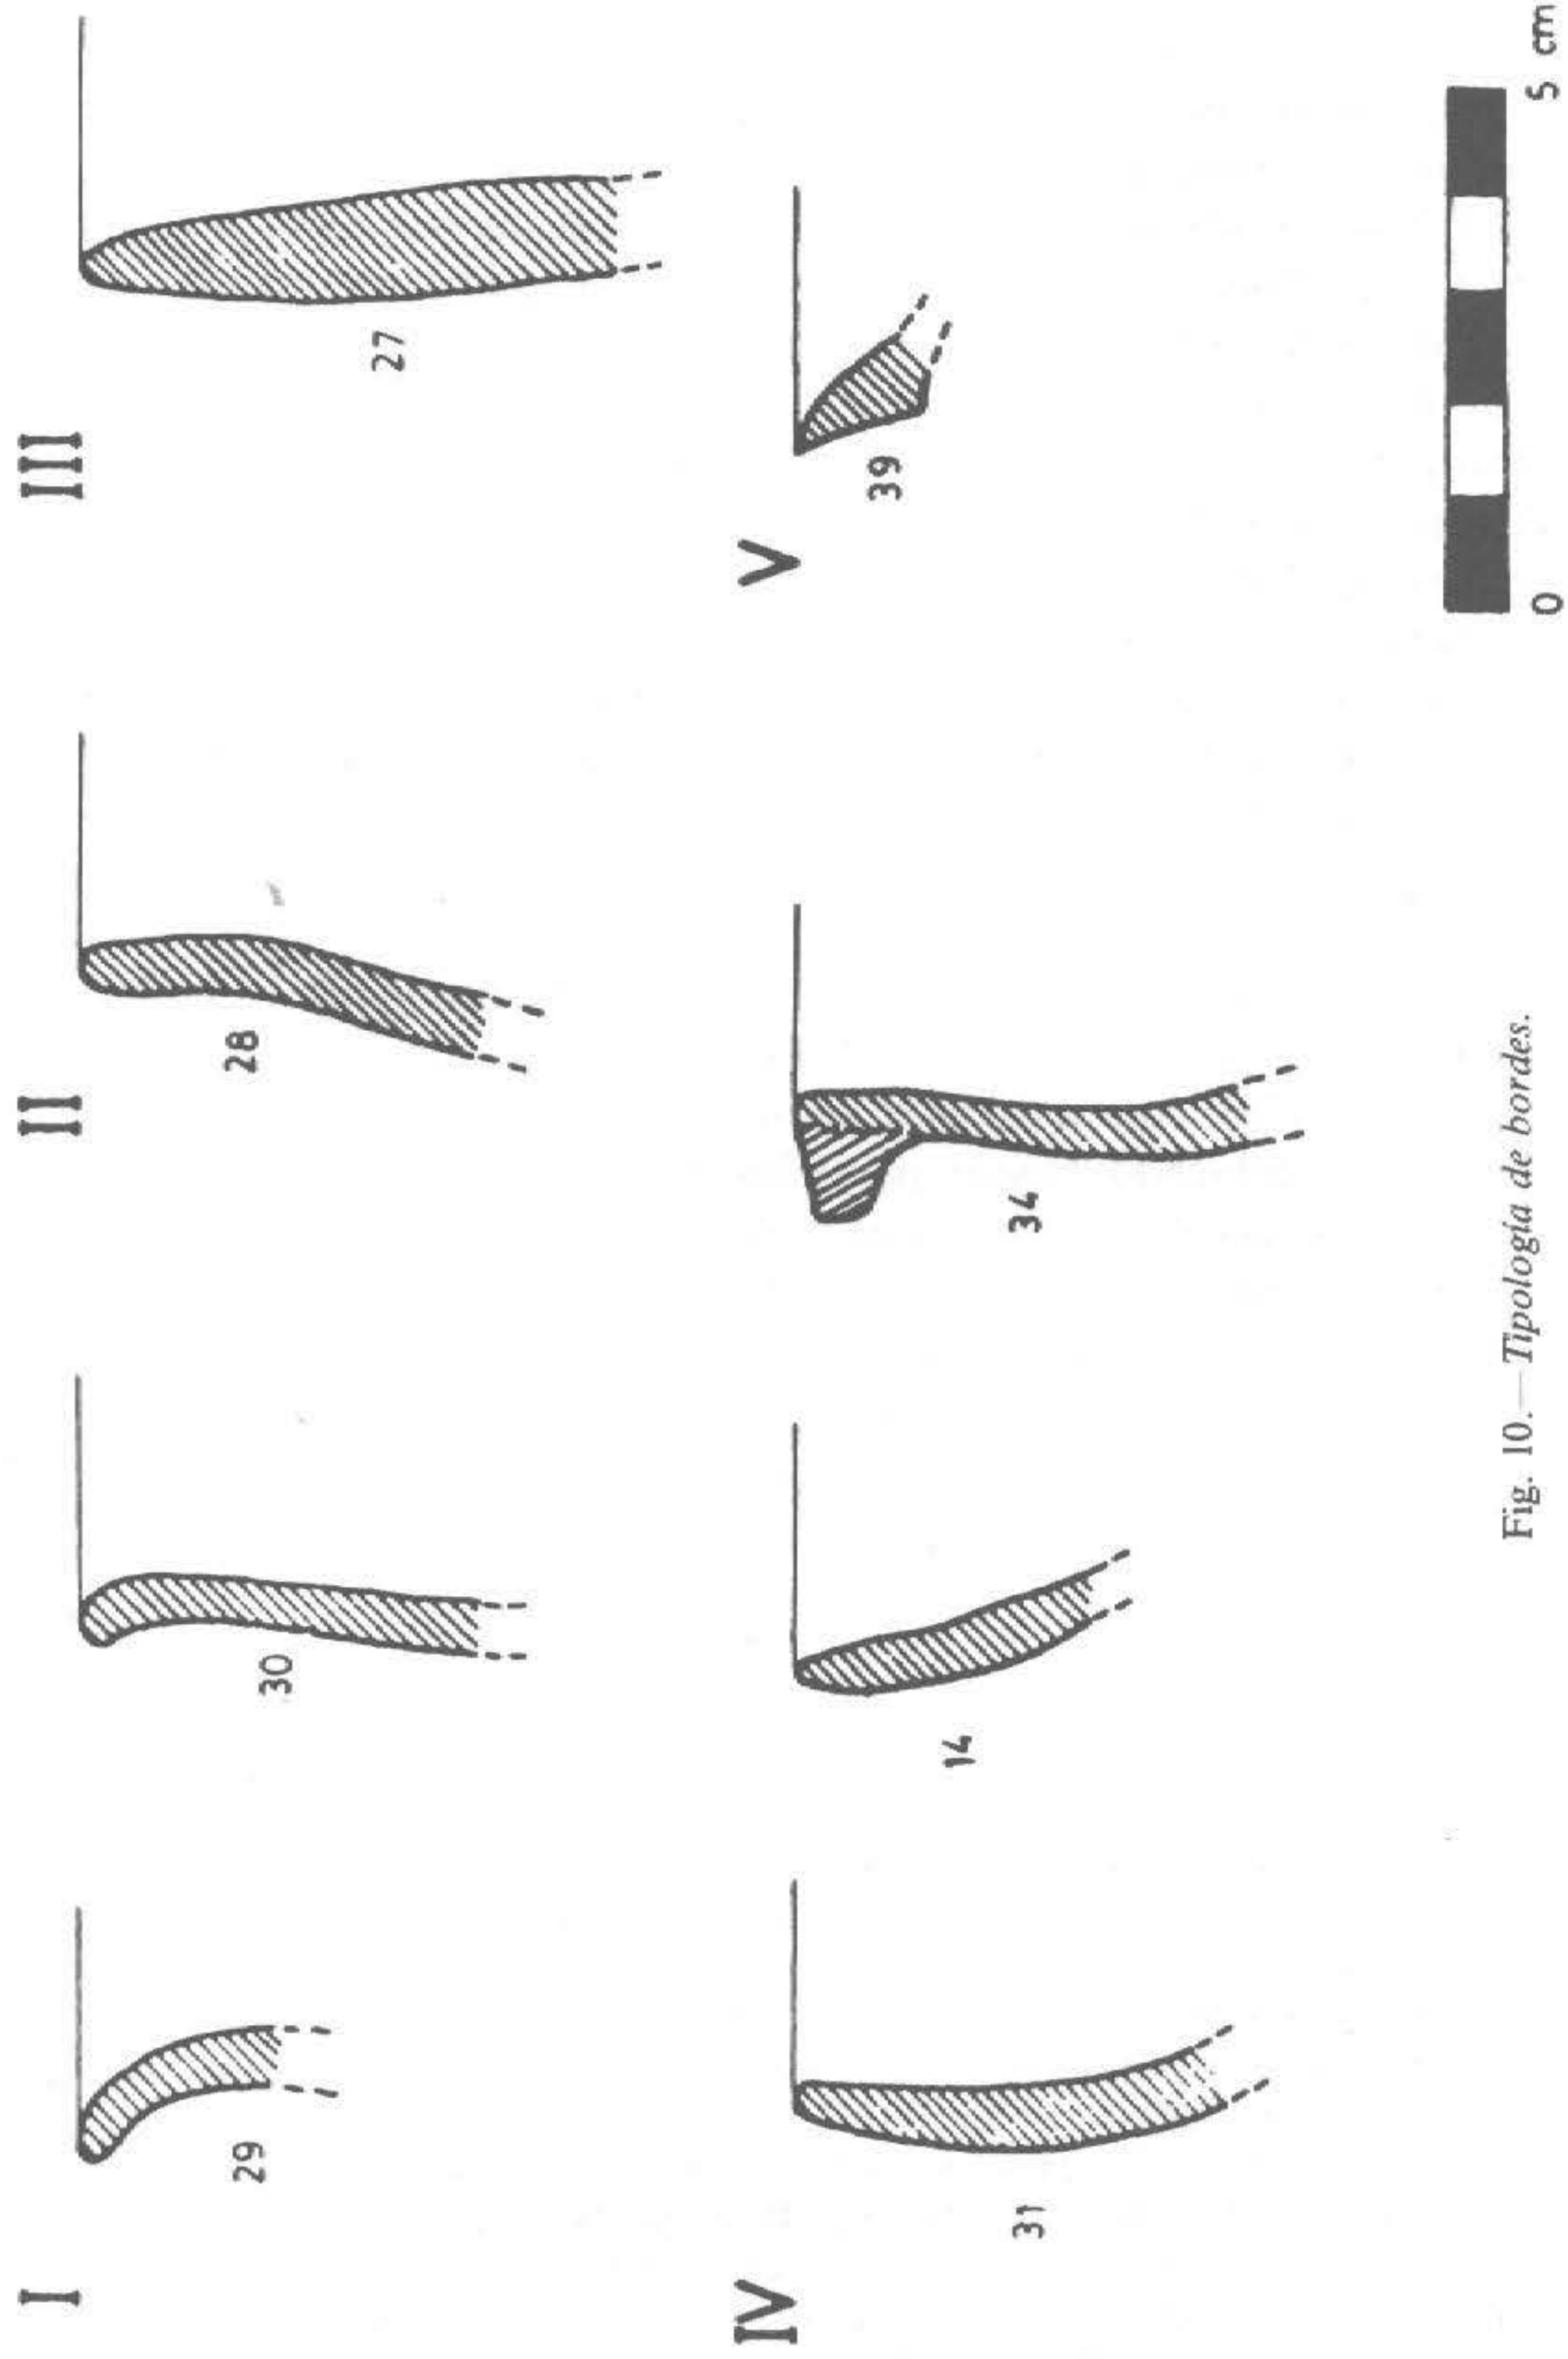 I
II
III
29
30
28
27
IV
V
31
14
34
39
0 5 cm
Fig. 10.—Tipología de bordes.